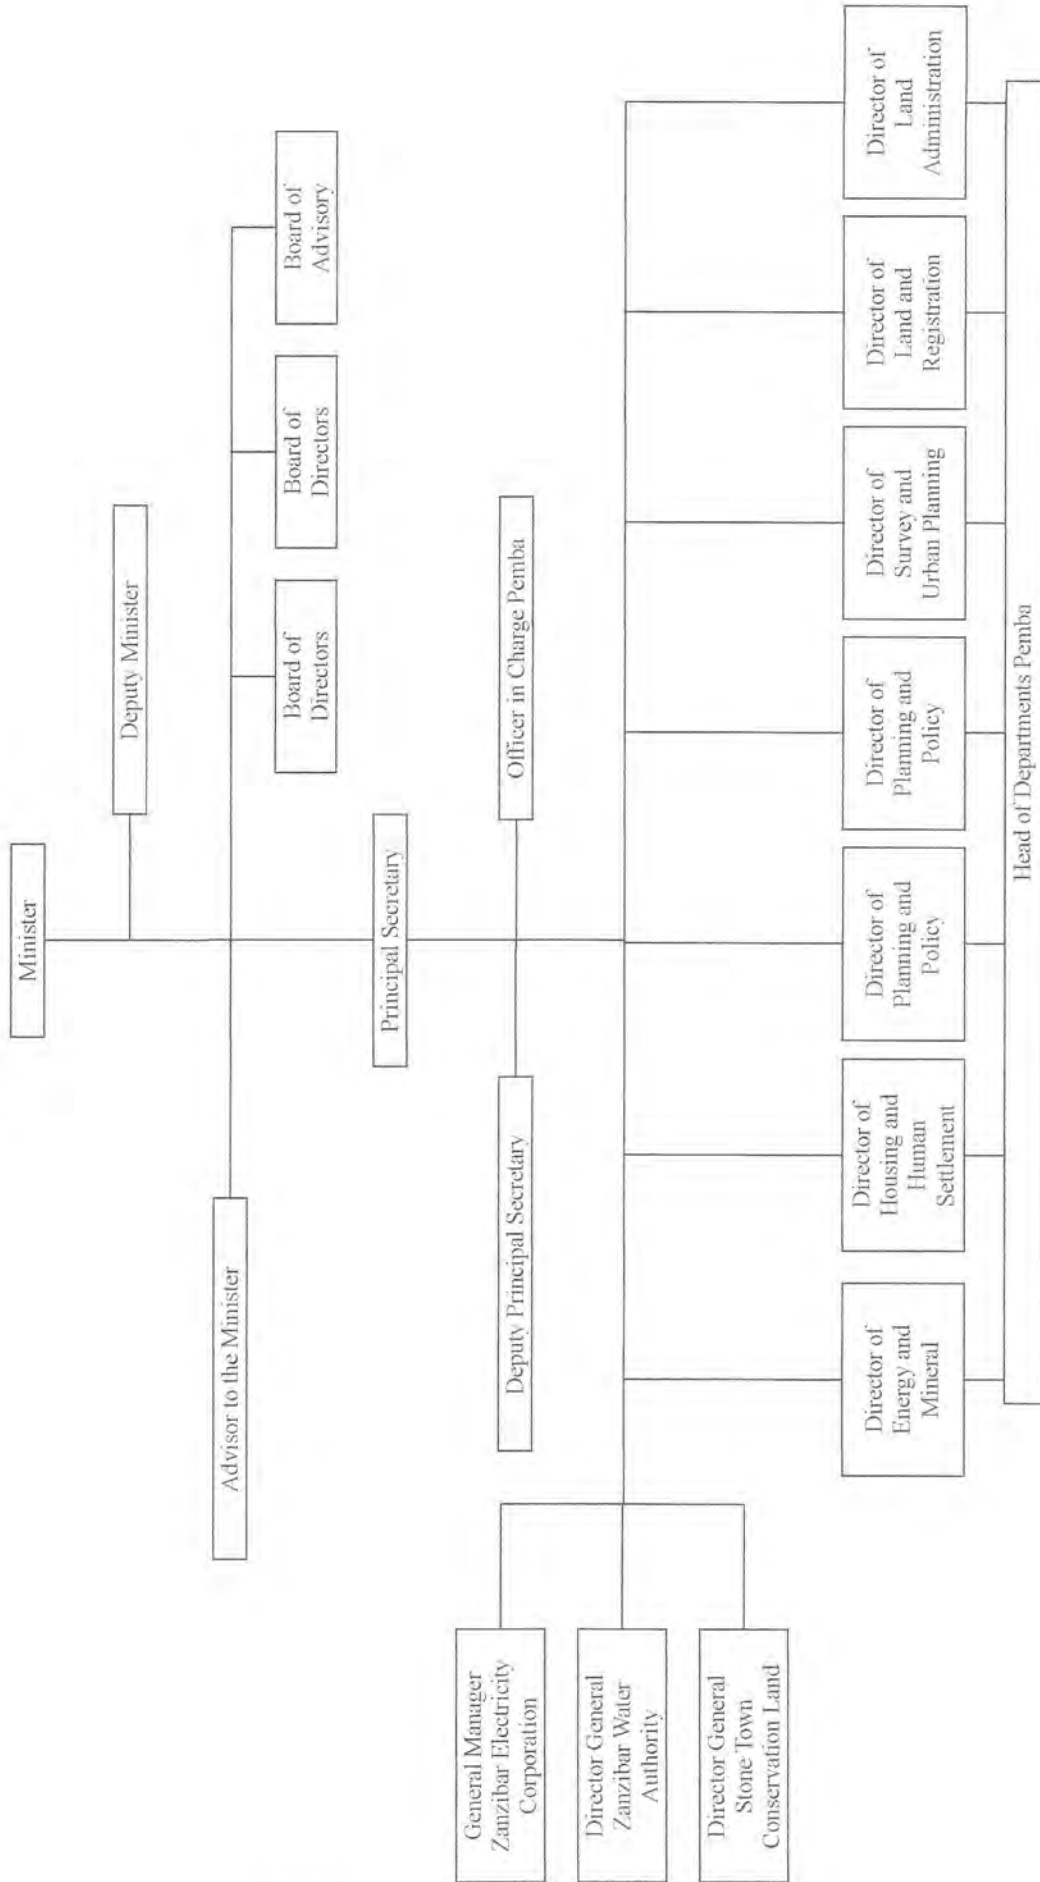 Minister
Deputy Minister
Advisor to the Minister
Board of
Directors
Board of
Directors
Board of
Advisory
Principal Secretary
Deputy Principal Secretary
Officer in Charge Pemba
General Manager
Zanzibar Electricity
Corporation
Director General
Zanzibar Water
Authority
Director General
Stone Town
Conservation Land
Director of
Energy and
Mineral
Director of
Housing and
Human
Settlement
Director of
Planning and
Policy
Director of
Planning and
Policy
Director of
Survey and
Urban Planning
Director of
Land and
Registration
Director of
Land
Administration
Head of Departments Pemba